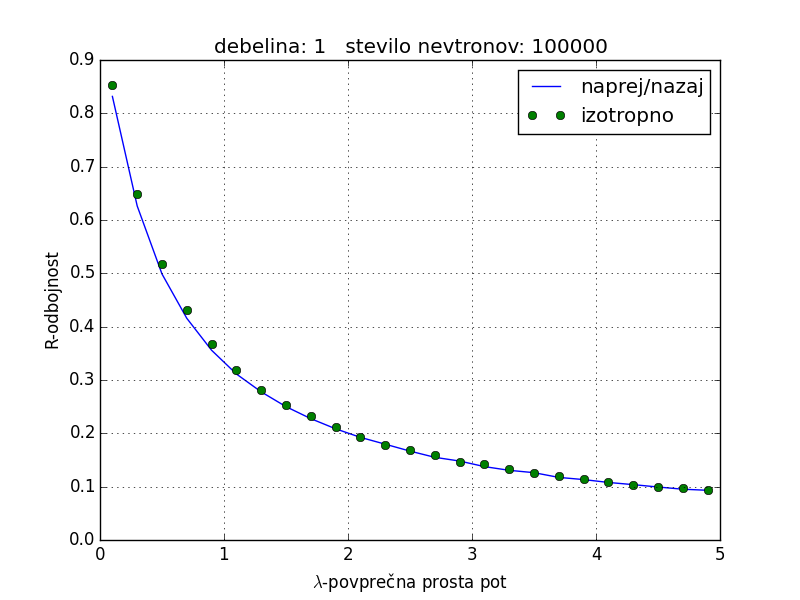 debelina: 1   stevilo nevtronov: 100000
naprej/nazaj
izotropno
0.9
0.8
0.7
0.6
0.5
0.4
0.3
0.2
0.1
0.0
R-odbojnost
0 1 2 3 4 5
λ-povprečna prosta pot